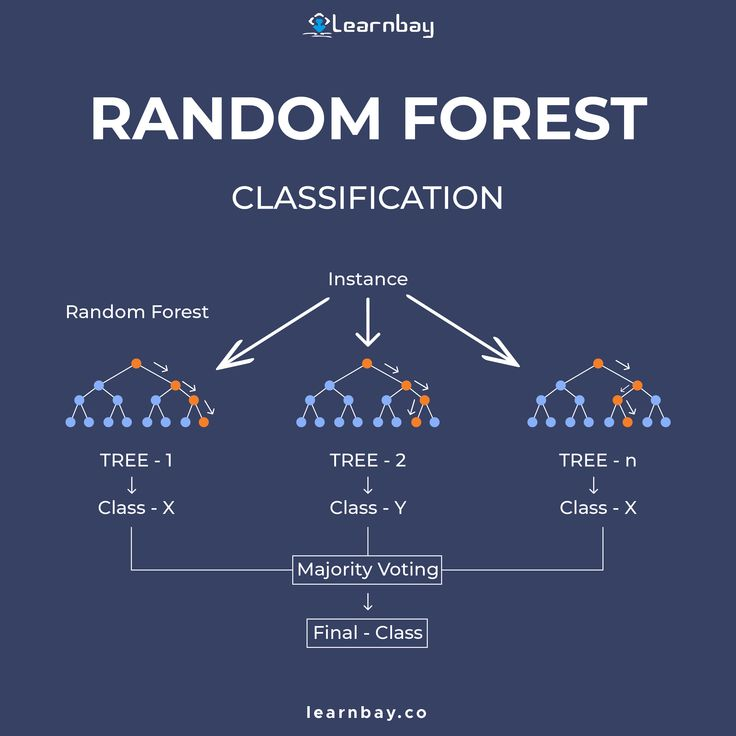 Learnbay
RANDOM FOREST
CLASSIFICATION
Instance
Random Forest
TREE - 1
TREE - 2
TREE - n
Class - X
Class - Y
Class - X
Majority Voting
Final - Class
learnbay.co